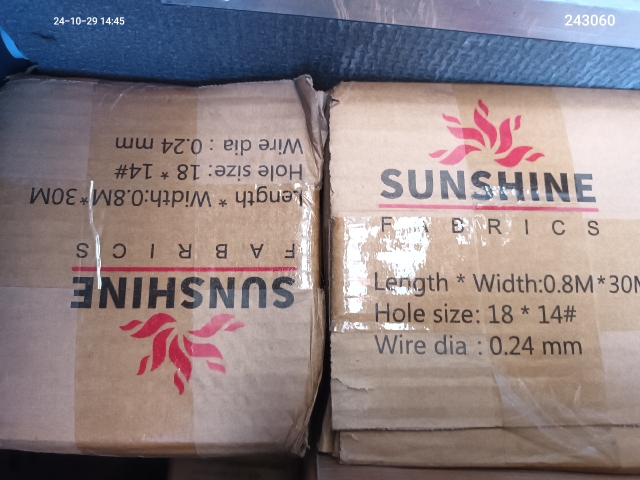 24-10-29 14:45
243060
Wire dia : 0.24 mm
Hole size: 18 * 14#
Length * Width:0.8M*30M
FABRICS
SUNSHINE
SUNSHINE
FABRICS
Length * Width:0.8M*30M
Hole size: 18 * 14#
Wire dia : 0.24 mm